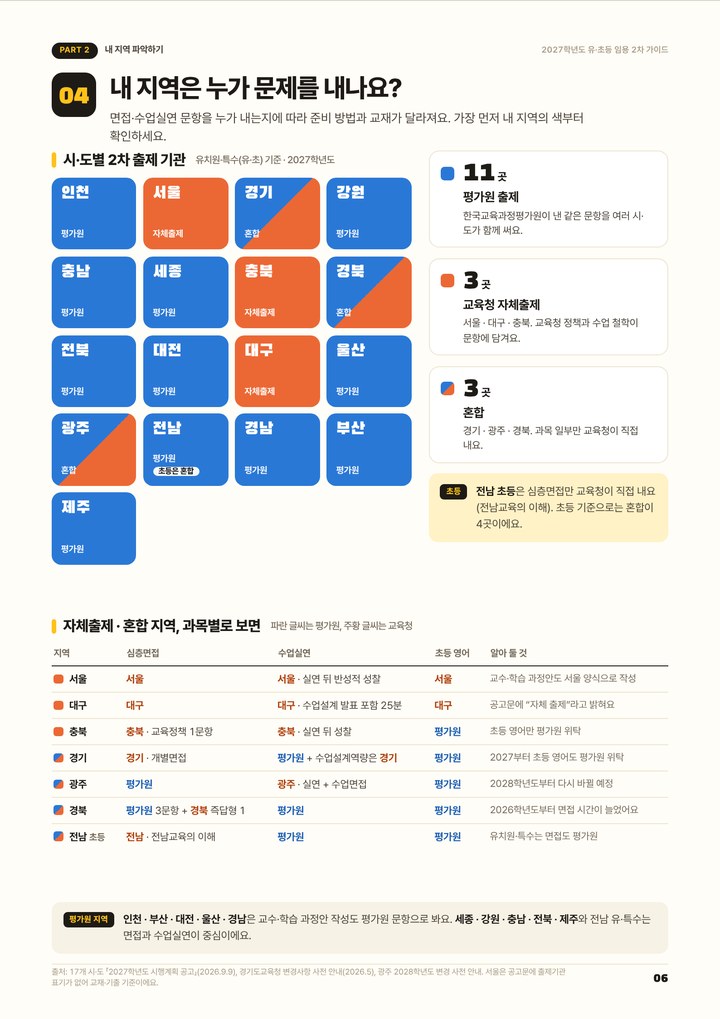 PART 2 내 지역 파악하기
2027학년도 유·초등 임용 2차 가이드
04
내 지역은 누가 문제를 내나요?
면접·수업실연 문항을 누가 내는지에 따라 준비 방법과 교재가 달라져요. 가장 먼저 내 지역의 색부터
확인하세요.
시·도별 2차 출제 기관 유치원·특수(유·초) 기준 · 2027학년도
인천
평가원
서울
자체출제
경기
혼합
강원
평가원
충남
평가원
세종
평가원
충북
자체출제
경북
혼합
전북
평가원
대전
평가원
대구
자체출제
울산
평가원
광주
혼합
전남
평가원
초등은 혼합
경남
평가원
부산
평가원
제주
평가원
11곳
평가원 출제
한국교육과정평가원이 낸 같은 문항을 여러 시·
도가 함께 써요.
3곳
교육청 자체출제
서울 · 대구 · 충북. 교육청 정책과 수업 철학이
문항에 담겨요.
3곳
혼합
경기 · 광주 · 경북. 과목 일부만 교육청이 직접
내요.
초등 전남 초등은 심층면접만 교육청이 직접 내요
(전남교육의 이해). 초등 기준으로는 혼합이
4곳이에요.
자체출제 · 혼합 지역, 과목별로 보면 파란 글씨는 평가원, 주황 글씨는 교육청
지역 심층면접 수업실연 초등 영어 알아 둘 것
서울 서울 서울 · 실연 뒤 반성적 성찰 서울 교수·학습 과정안도 서울 양식으로 작성
대구 대구 대구 · 수업설계 발표 포함 25분 대구 공고문에 “자체 출제”라고 밝혀요
충북 충북 · 교육정책 1문항 충북 · 실연 뒤 성찰 평가원 초등 영어만 평가원 위탁
경기 경기 · 개별면접 평가원 + 수업설계역량은 경기 평가원 2027부터 초등 영어도 평가원 위탁
광주 평가원 광주 · 실연 + 수업면접 평가원 2028학년도부터 다시 바뀔 예정
경북 평가원 3문항 + 경북 즉답형 1 평가원 평가원 2026학년도부터 면접 시간이 늘었어요
전남 초등 전남 · 전남교육의 이해 평가원 평가원 유치원·특수는 면접도 평가원
평가원 지역 인천 · 부산 · 대전 · 울산 · 경남은 교수·학습 과정안 작성도 평가원 문항으로 봐요. 세종 · 강원 · 충남 · 전북 · 제주와 전남 유·특수는
면접과 수업실연이 중심이에요.
출처: 17개 시·도 「2027학년도 시행계획 공고」(2026.9.9), 경기도교육청 변경사항 사전 안내(2026.5), 광주 2028학년도 변경 사전 안내. 서울은 공고문에 출제기관
표기가 없어 교재·기출 기준이에요.
06